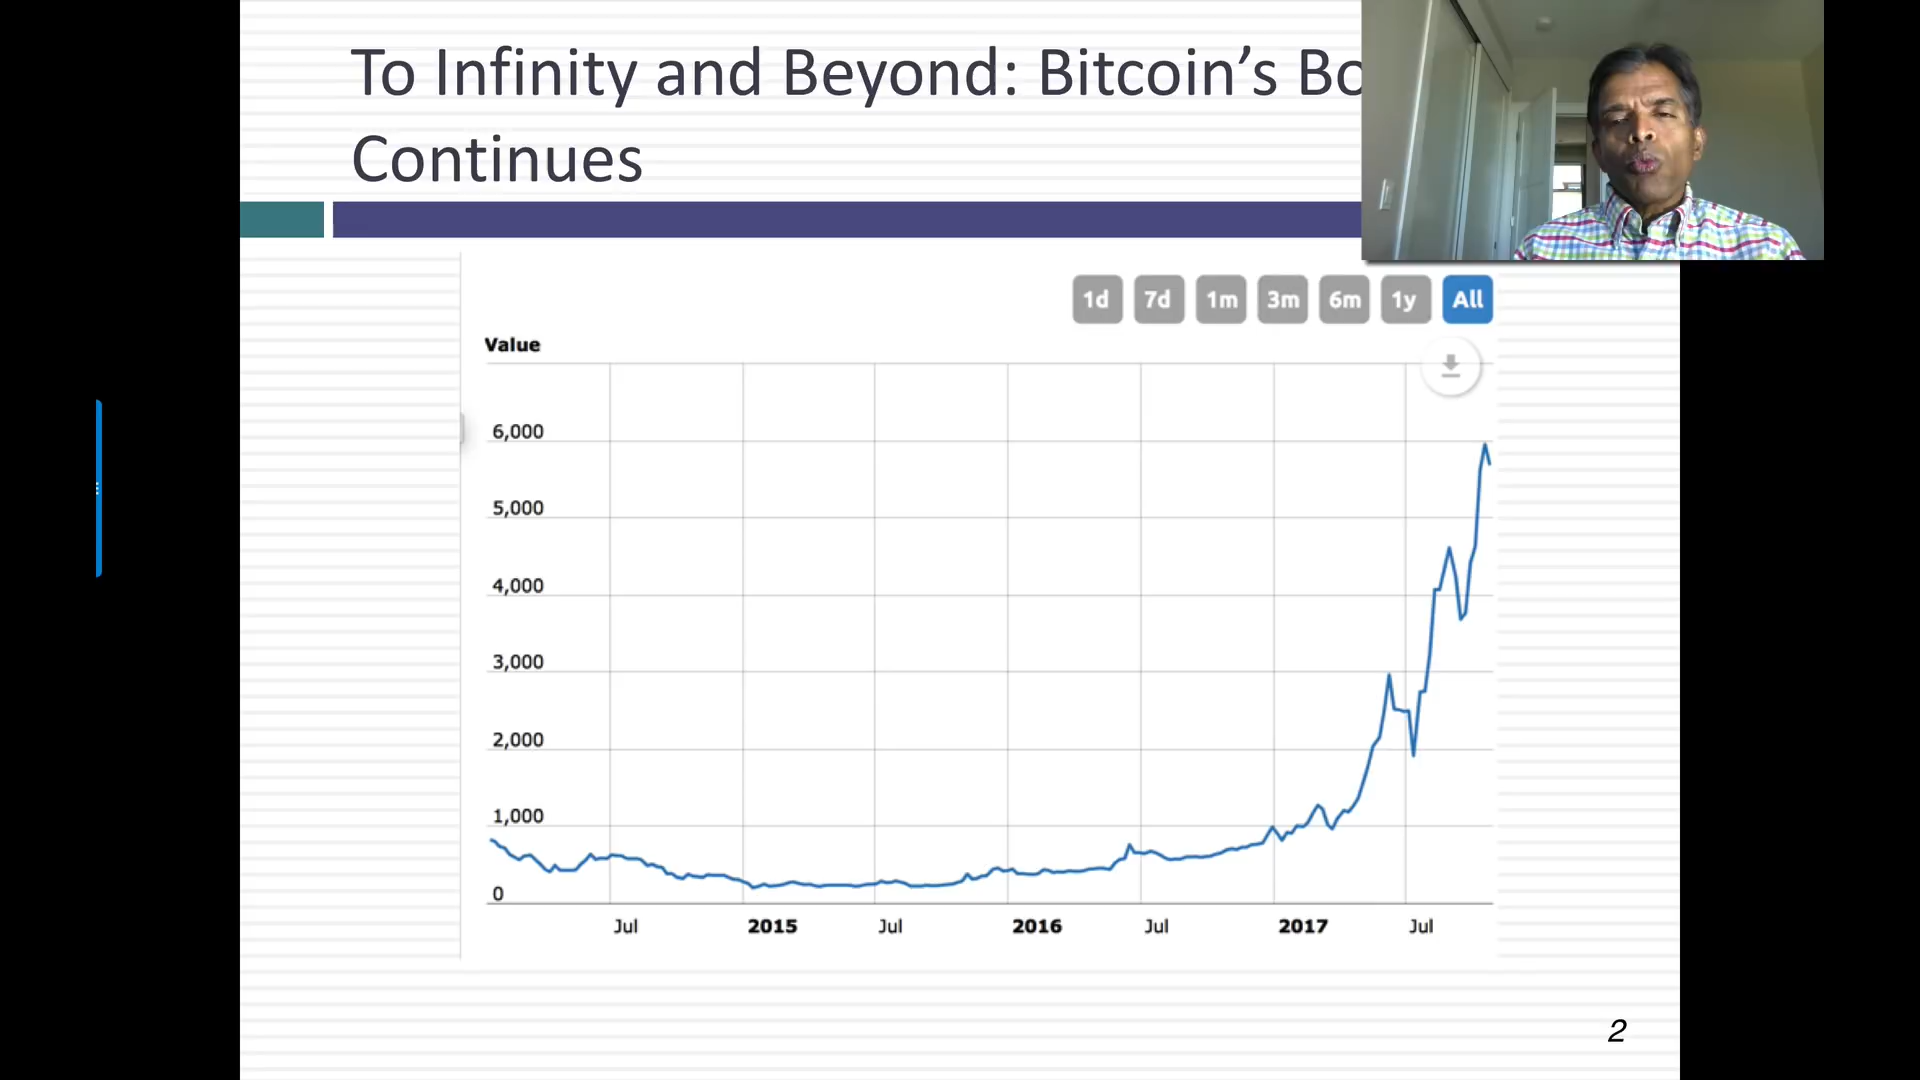 To Infinity and Beyond: Bitcoin’s
Continues
1d 7d 1m 3m 6m 1y All
Value
6,000
5,000
4,000
3,000
2,000
1,000
0
Jul 2015 Jul 2016 Jul 2017 Jul
2